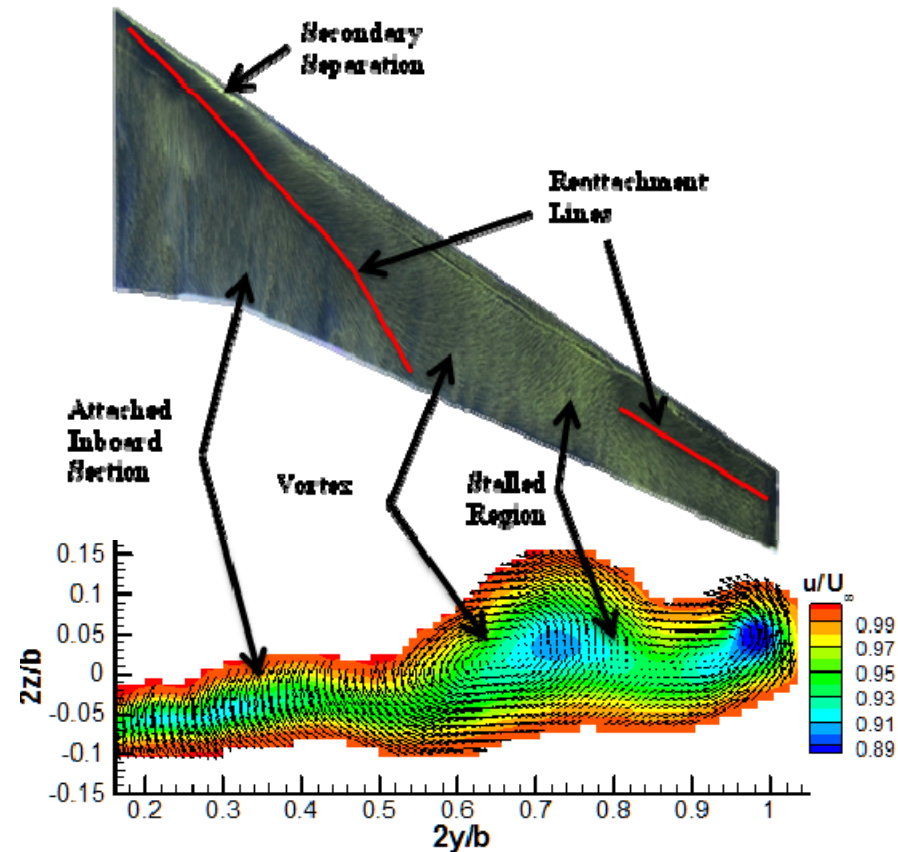 Secondary
Separation
Reattachment
Lines
Attached
Inboard
Section
Vortex
Stalled
Region
0.15
0.1
0.05
0
-0.05
-0.1
-0.15
2z/b
0.2 0.3 0.4 0.5 0.6 0.7 0.8 0.9 1
2y/b
u/U∞
0.99
0.97
0.95
0.93
0.91
0.89